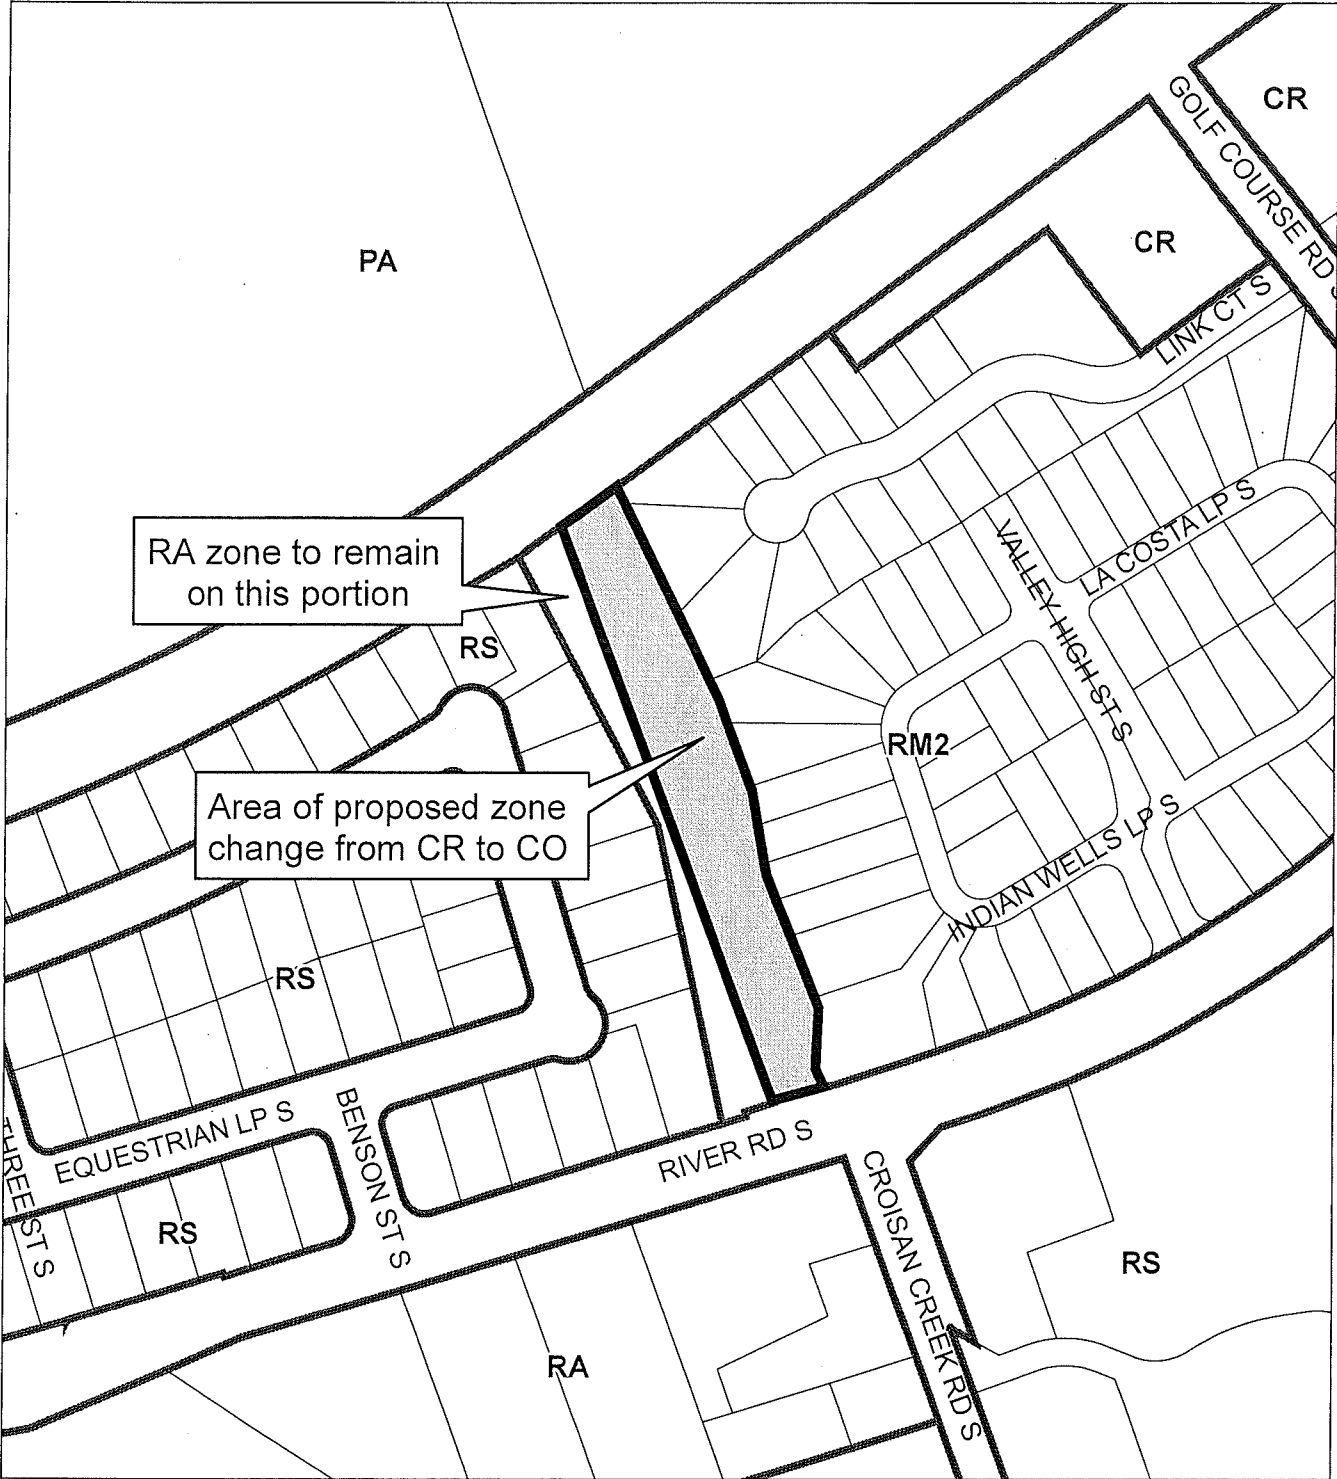 CR
GOLF COURSE RD S
CR
PA
LINK CT S
LA COSTA LP S
VALLEY HIGH ST S
RA zone to remain
on this portion
RS
RM2
Area of proposed zone
change from CR to CO
INDIAN WELLS LP S
RS
BENSON ST S
EQUESTRIAN LP S
THREE ST S
RIVER RD S
CROISAN CREEK RD S
RS
RS
RA